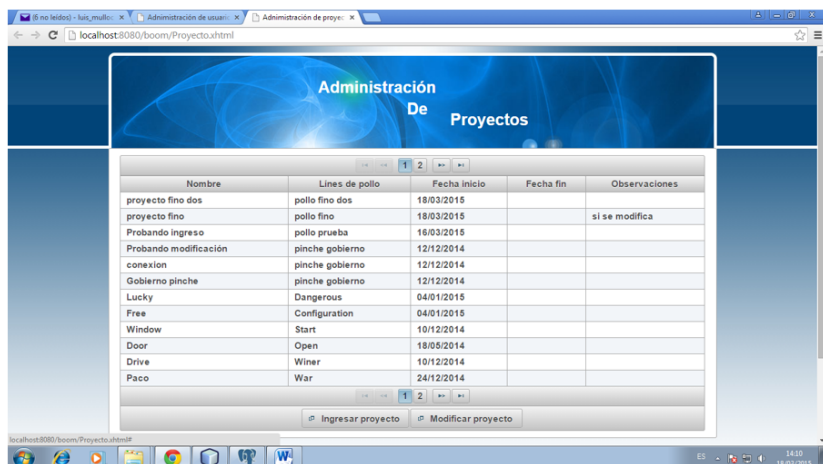 (6 no leídos) - luis_mulloc
Administración de usuario
Administración de proyec
localhost:8080/boom/Proyecto.xhtml
Administración
De
Proyectos
1 2
Nombre Lines de pollo Fecha inicio Fecha fin Observaciones
proyecto fino dos pollo fino dos 18/03/2015
proyecto fino pollo fino 18/03/2015 si se modifica
Probando ingreso pollo prueba 16/03/2015
Probando modificación pinche gobierno 12/12/2014
conexion pinche gobierno 12/12/2014
Gobierno pinche pinche gobierno 12/12/2014
Lucky Dangerous 04/01/2015
Free Configuration 04/01/2015
Window Start 10/12/2014
Door Open 18/05/2014
Drive Winer 10/12/2014
Paco War 24/12/2014
1 2
Ingresar proyecto Modificar proyecto
localhost:8080/boom/Proyecto.xhtml#
ES 14:10
18/03/2015